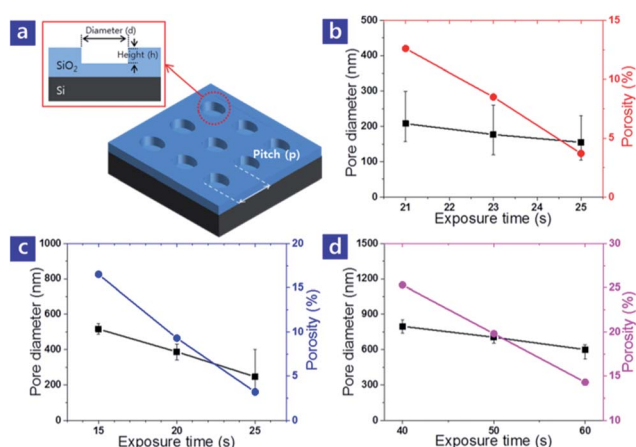 a
Diameter (d)
Height (h)
SiO₂
Si
Pitch (p)
b
Pore diameter (nm)
500
400
300
200
100
0
21 22 23 24 25
Exposure time (s)
15
10
5
0
Porosity (%)
c
Pore diameter (nm)
1000
800
600
400
200
0
15 20 25
Exposure time (s)
20
15
10
5
0
Porosity (%)
d
Pore diameter (nm)
1500
1200
900
600
300
0
40 50 60
Exposure time (s)
30
25
20
15
10
Porosity (%)